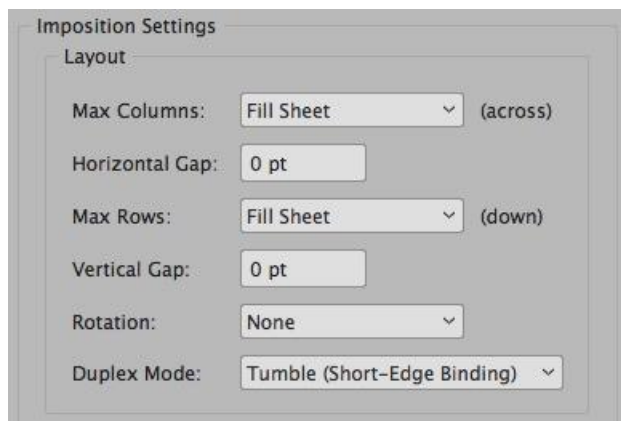 Imposition Settings
Layout
Max Columns: Fill Sheet (across)
Horizontal Gap: 0 pt
Max Rows: Fill Sheet (down)
Vertical Gap: 0 pt
Rotation: None
Duplex Mode: Tumble (Short-Edge Binding)